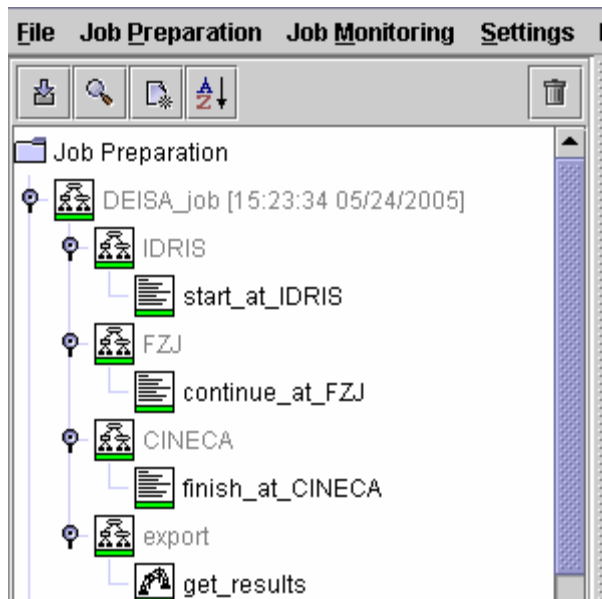 File Job Preparation Job Monitoring Settings
A Z
Job Preparation
DEISA_job [15:23:34 05/24/2005]
IDRIS
start_at_IDRIS
FZJ
continue_at_FZJ
CINECA
finish_at_CINECA
export
get_results